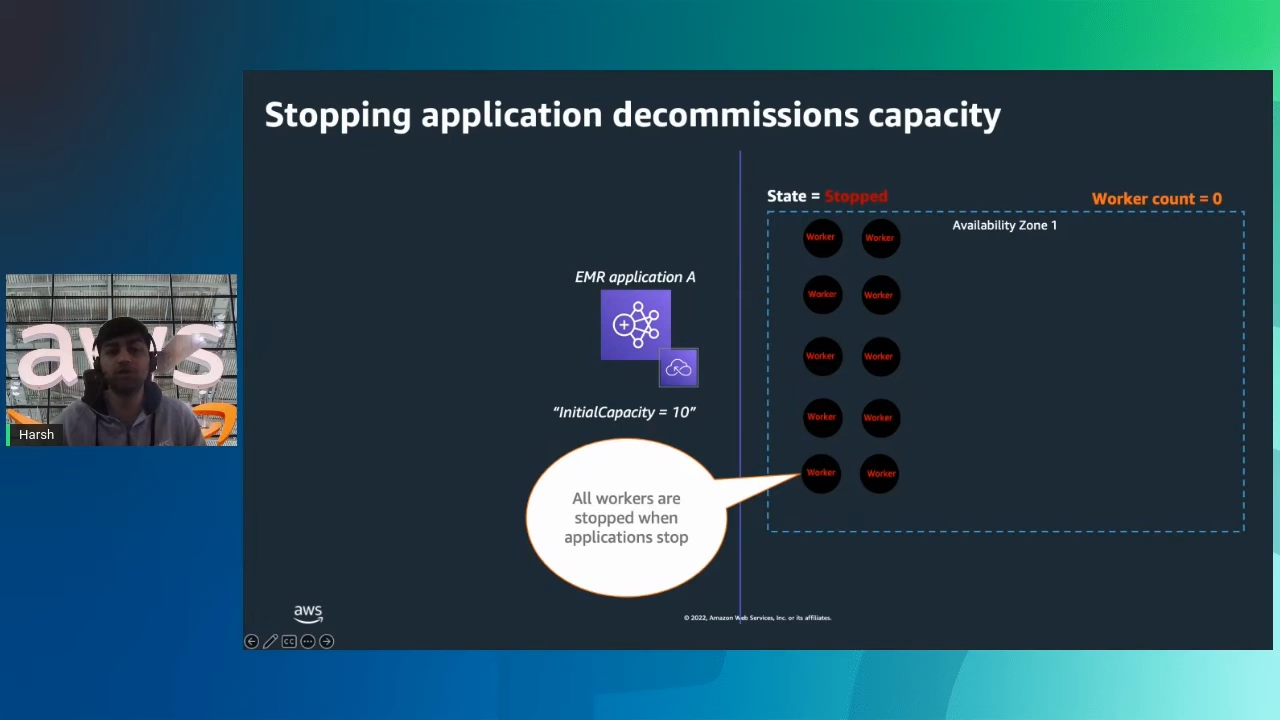 Stopping application decommissions capacity
State = Stopped
Worker count = 0
Availability Zone 1
Worker Worker
Worker Worker
Worker Worker
Worker Worker
Worker Worker
EMR application A
“InitialCapacity = 10”
All workers are
stopped when
applications stop
aws
Harsh
aws
© 2022, Amazon Web Services, Inc. or its affiliates.
CC